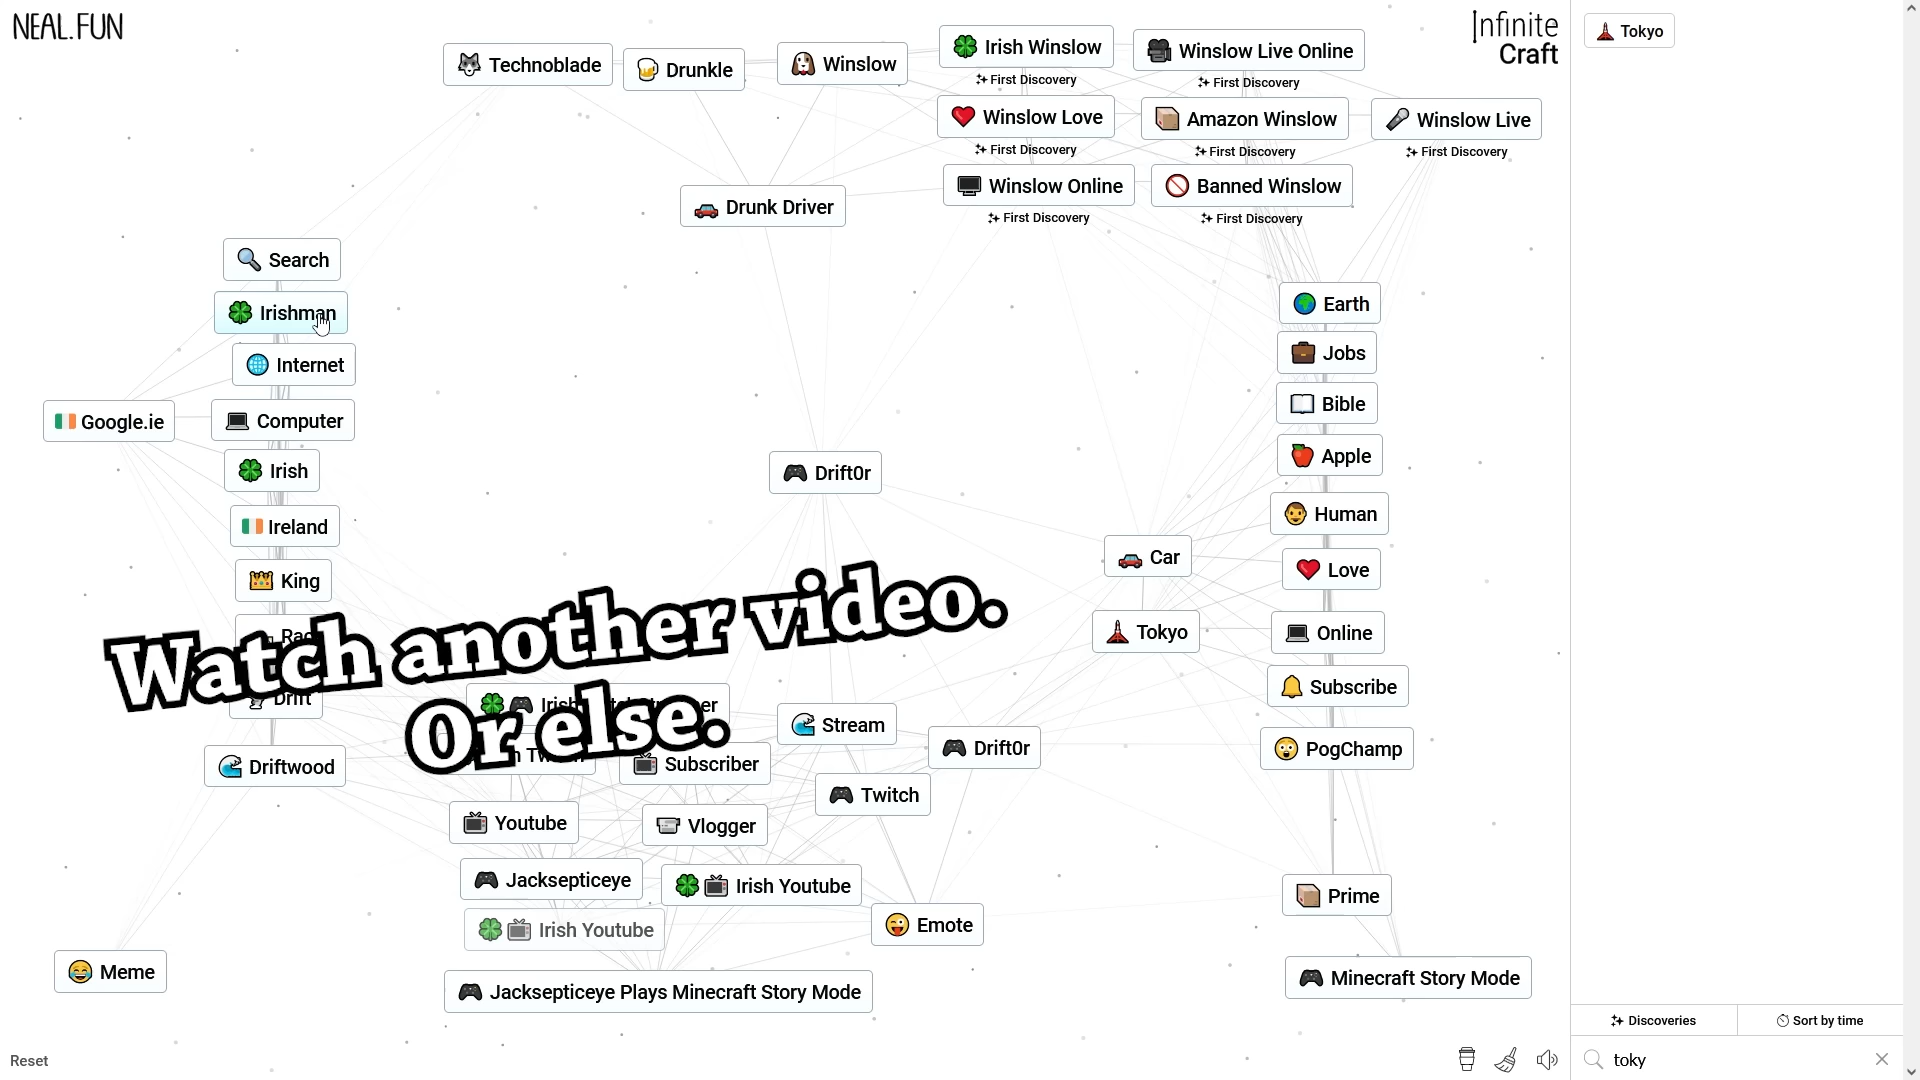 NEAL.FUN
Infinite
Craft
Tokyo
Technoblade
Drunkle
Winslow
Irish Winslow
First Discovery
Winslow Live Online
First Discovery
Winslow Love
First Discovery
Amazon Winslow
First Discovery
Winslow Live
First Discovery
Winslow Online
First Discovery
Banned Winslow
First Discovery
Drunk Driver
Search
Irishman
Internet
Google.ie
Computer
Irish
Ireland
King
Drift
Driftwood
Meme
Drift0r
Earth
Jobs
Bible
Apple
Human
Car
Love
Tokyo
Online
Subscribe
PogChamp
Watch another video.
Or else.
Stream
Drift0r
Subscriber
Twitch
Youtube
Vlogger
Jacksepticeye
Irish Youtube
Irish Youtube
Emote
Prime
Jacksepticeye Plays Minecraft Story Mode
Minecraft Story Mode
Reset
Discoveries
Sort by time
toky